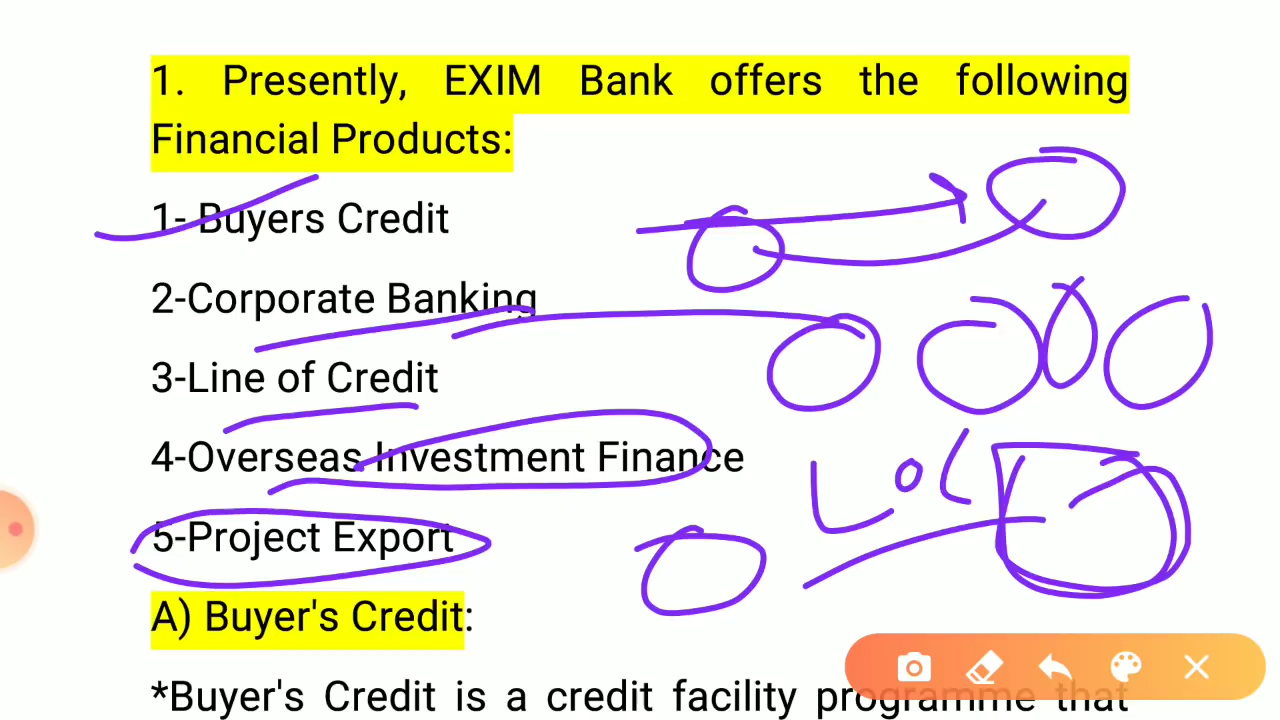 1. Presently, EXIM Bank offers the following
Financial Products:
1- Buyers Credit
2-Corporate Banking
3-Line of Credit
4-Overseas Investment Finance
LOC
5-Project Export
A) Buyer's Credit:
*Buyer's Credit is a credit facility programme that